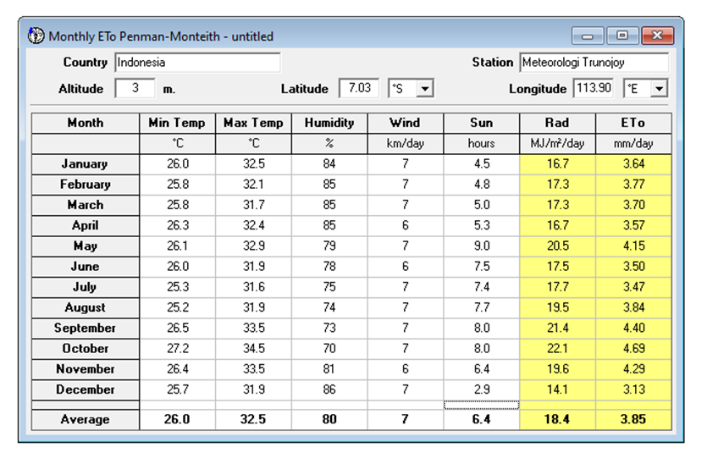 Monthly ETo Penman-Monteith - untitled
Country Indonesia Station Meteorologi Trunojoy
Altitude 3 m. Latitude 7.03 °S Longitude 113.90 °E
Month Min Temp Max Temp Humidity Wind Sun Rad ETo
°C °C % km/day hours MJ/m²/day mm/day
January 26.0 32.5 84 7 4.5 16.7 3.64
February 25.8 32.1 85 7 4.8 17.3 3.77
March 25.8 31.7 85 7 5.0 17.3 3.70
April 26.3 32.4 85 6 5.3 16.7 3.57
May 26.1 32.9 79 7 9.0 20.5 4.15
June 26.0 31.9 78 6 7.5 17.5 3.50
July 25.3 31.6 75 7 7.4 17.7 3.47
August 25.2 31.9 74 7 7.7 19.5 3.84
September 26.5 33.5 73 7 8.0 21.4 4.40
October 27.2 34.5 70 7 8.0 22.1 4.69
November 26.4 33.5 81 6 6.4 19.6 4.29
December 25.7 31.9 86 7 2.9 14.1 3.13
Average 26.0 32.5 80 7 6.4 18.4 3.85